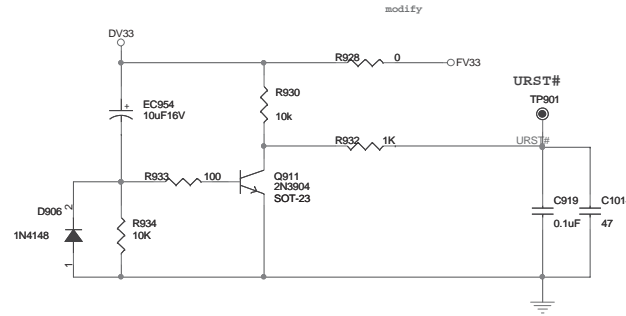 modify
DV33
R928 0
FV33
URST#
TP901
EC954
10uF16V
R930
10k
R932 1K
URST#
R933 100
Q911
2N3904
SOT-23
D906
2
1N4148
1
R934
10K
C919
0.1uF
C101
47